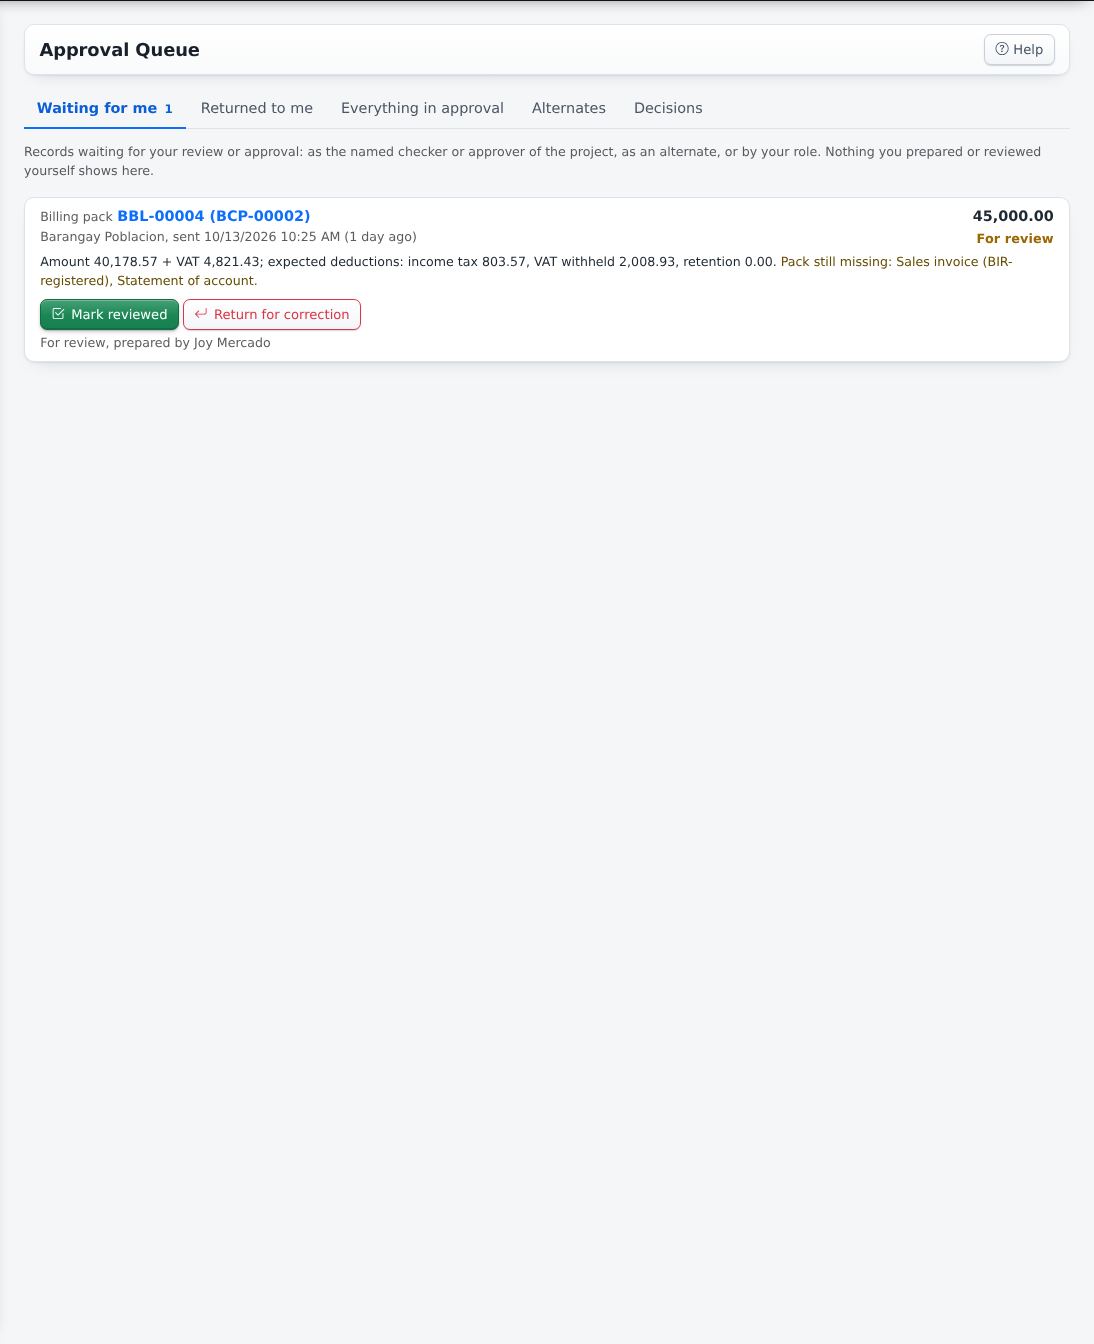 Approval Queue
Help
Waiting for me 1
Returned to me
Everything in approval
Alternates
Decisions
Records waiting for your review or approval: as the named checker or approver of the project, as an alternate, or by your role. Nothing you prepared or reviewed
yourself shows here.
Billing pack BBL-00004 (BCP-00002)
45,000.00
Barangay Poblacion, sent 10/13/2026 10:25 AM (1 day ago)
For review
Amount 40,178.57 + VAT 4,821.43; expected deductions: income tax 803.57, VAT withheld 2,008.93, retention 0.00. Pack still missing: Sales invoice (BIR-
registered), Statement of account.
Mark reviewed
Return for correction
For review, prepared by Joy Mercado